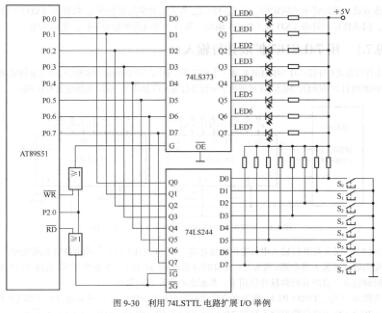 P0.0
P0.1
P0.2
P0.3
P0.4
P0.5
P0.6
P0.7
AT89S51
WR
P2.0
RD
≥1
≥1
D0
D1
D2
D3
D4
D5
D6
D7
G
74LS373
OE
Q0
Q1
Q2
Q3
Q4
Q5
Q6
Q7
LED0
LED1
LED2
LED3
LED4
LED5
LED6
LED7
+5V
Q0
Q1
Q2
Q3
Q4
Q5
Q6
Q7
1G
2G
74LS244
D0
D1
D2
D3
D4
D5
D6
D7
S₀
S₁
S₂
S₃
S₄
S₅
S₆
S₇
图 9-30 利用 74LSTTL 电路扩展 I/O 举例